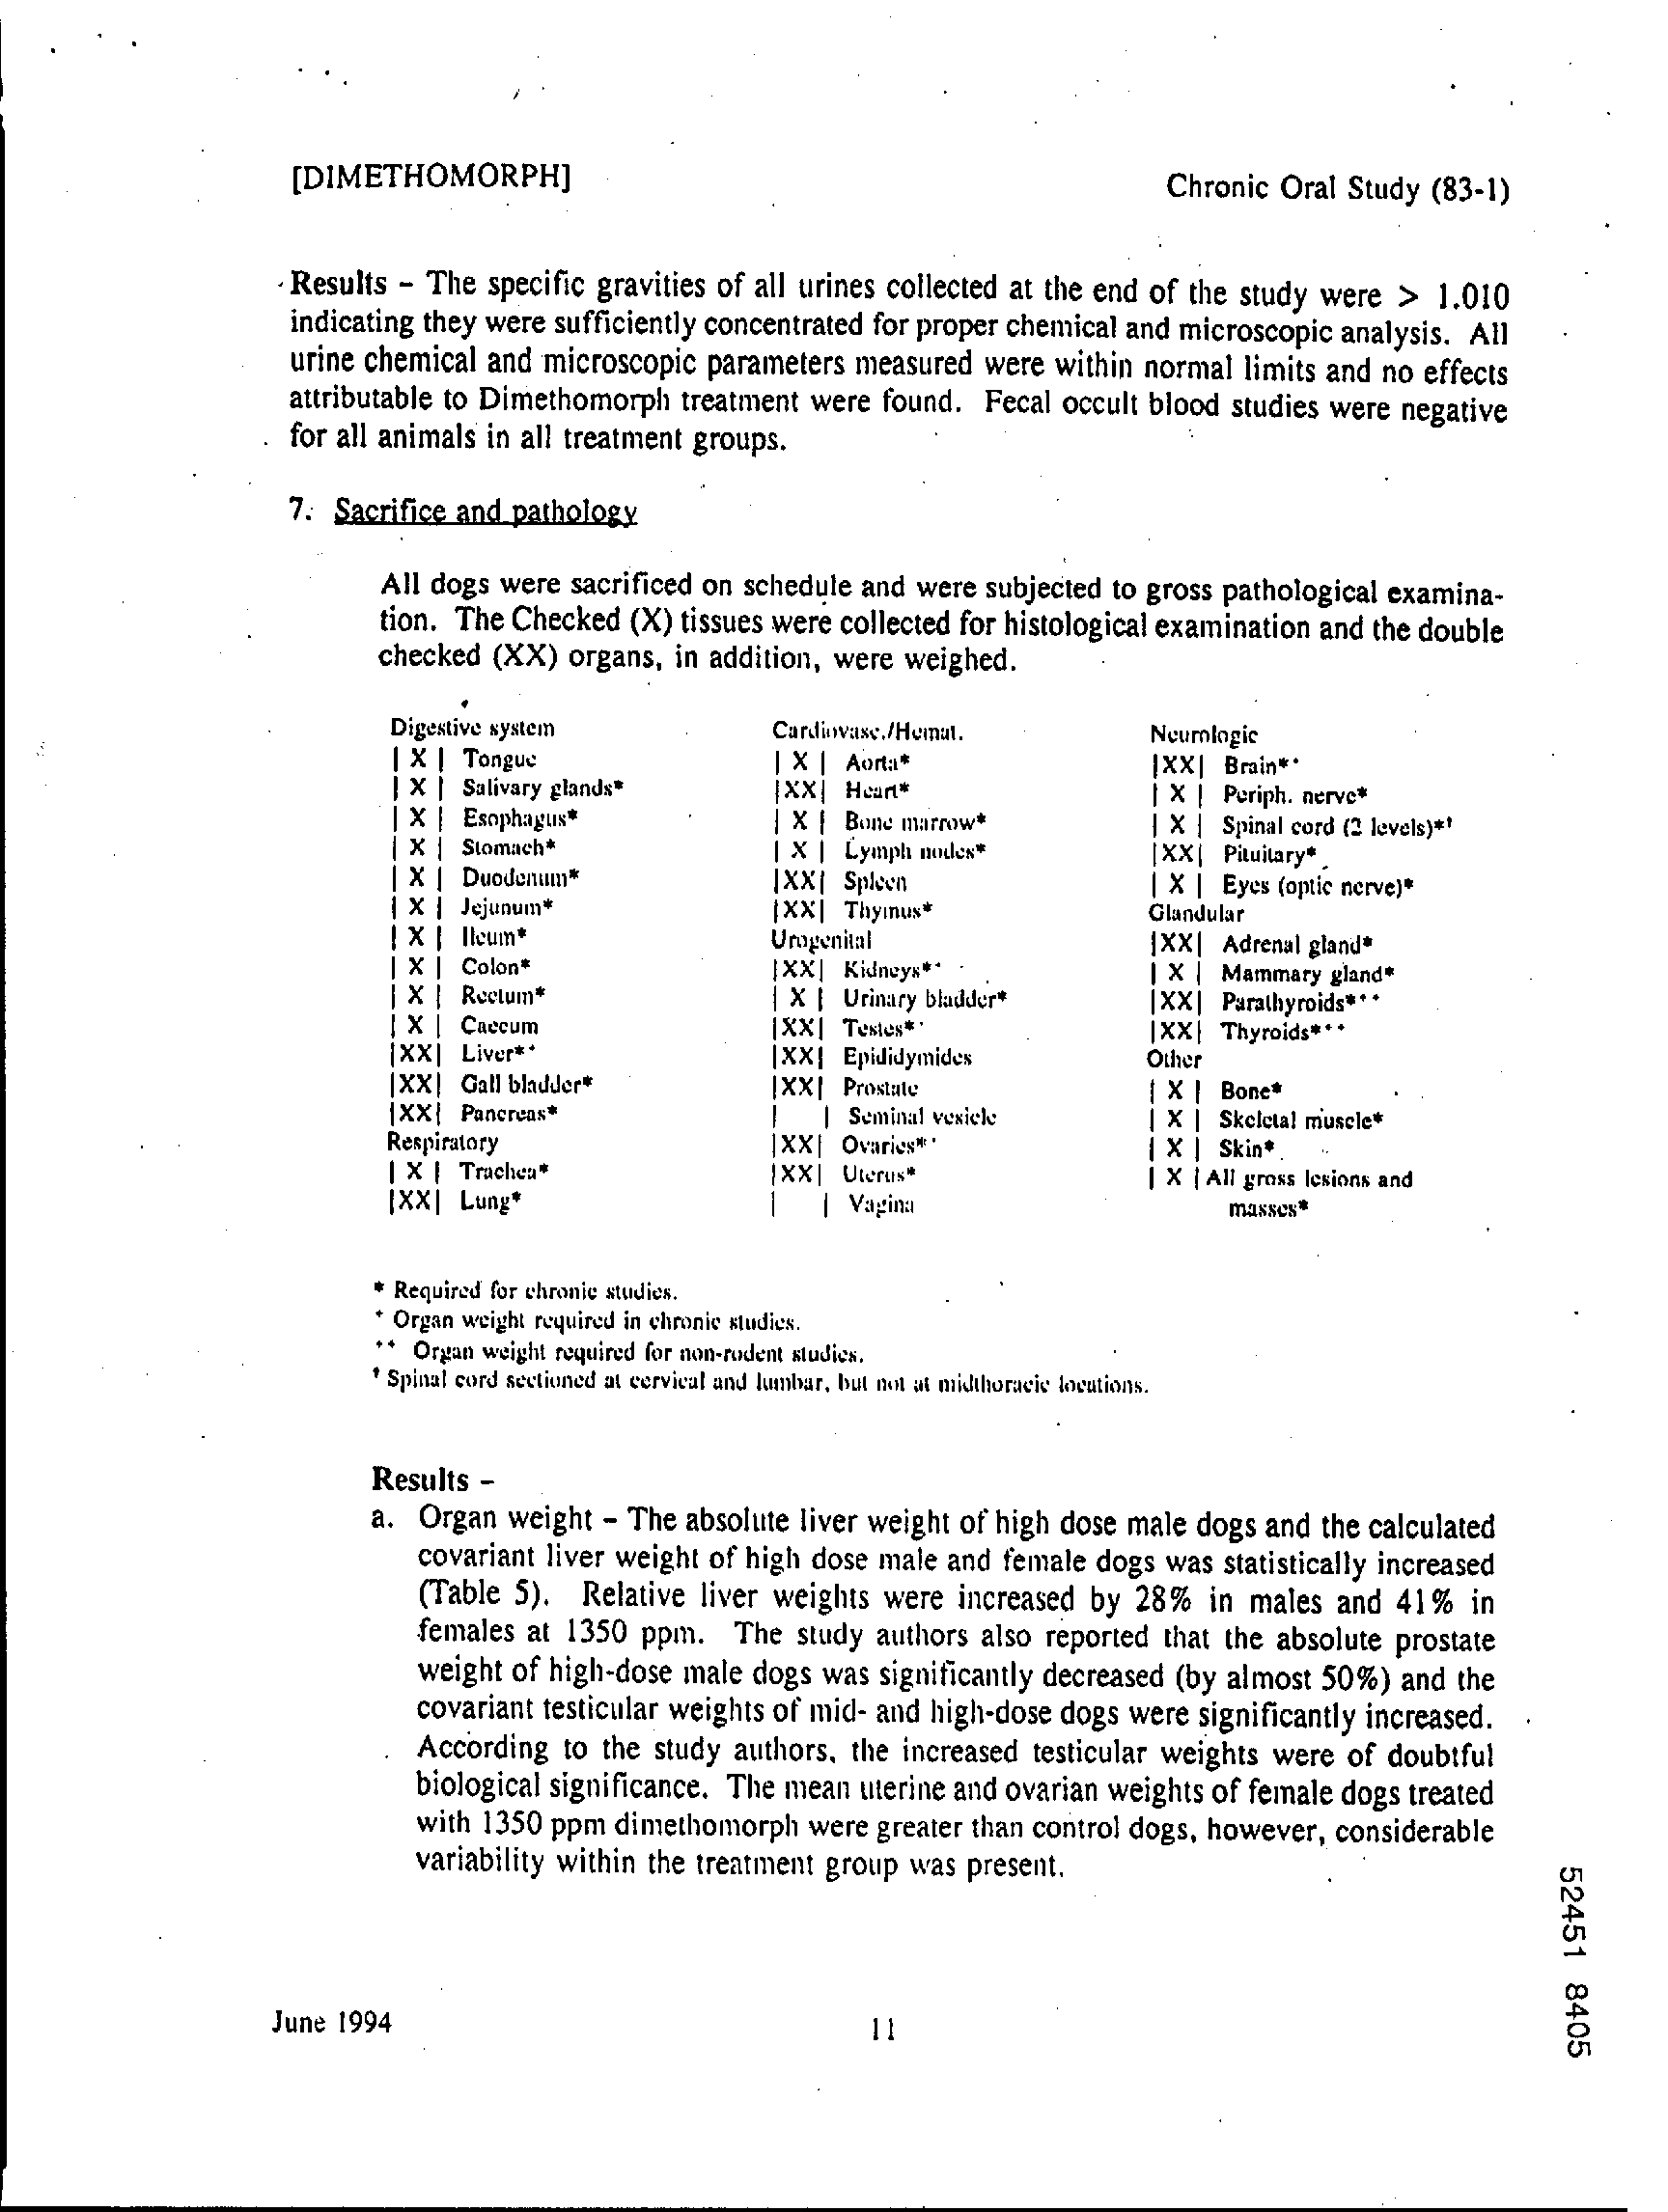 [DIMETHOMORPH]
Chronic Oral Study (83-1)
Results – The specific gravities of all urines collected at the end of the study were > 1.010
indicating they were sufficiently concentrated for proper chemical and microscopic analysis. All
urine chemical and microscopic parameters measured were within normal limits and no effects
attributable to Dimethomorph treatment were found. Fecal occult blood studies were negative
for all animals in all treatment groups.
7. Sacrifice and pathology
All dogs were sacrificed on schedule and were subjected to gross pathological examina-
tion. The Checked (X) tissues were collected for histological examination and the double
checked (XX) organs, in addition, were weighed.
Digestive system
| X | Tongue
| X | Salivary glands*
| X | Esophagus*
| X | Stomach*
| X | Duodenum*
| X | Jejunum*
| X | Ileum*
| X | Colon*
| X | Rectum*
| X | Caecum
|XX| Liver*⁺
|XX| Gall bladder*
|XX| Pancreas*
Respiratory
| X | Trachea*
|XX| Lung*
Cardiovasc./Hemat.
| X | Aorta*
|XX| Heart*
| X | Bone marrow*
| X | Lymph nodes*
|XX| Spleen
|XX| Thymus*
Urogenital
|XX| Kidneys*⁺
| X | Urinary bladder*
|XX| Testes*⁺
|XX| Epididymides
|XX| Prostate
| | Seminal vesicle
|XX| Ovaries*⁺
|XX| Uterus*
| | Vagina
Neurologic
|XX| Brain*⁺
| X | Periph. nerve*
| X | Spinal cord (2 levels)*†
|XX| Pituitary*
| X | Eyes (optic nerve)*
Glandular
|XX| Adrenal gland*
| X | Mammary gland*
|XX| Parathyroids*⁺⁺
|XX| Thyroids*⁺⁺
Other
| X | Bone*
| X | Skeletal muscle*
| X | Skin*
| X | All gross lesions and
masses*
* Required for chronic studies.
⁺ Organ weight required in chronic studies.
⁺⁺ Organ weight required for non-rodent studies.
† Spinal cord sectioned at cervical and lumbar, but not at midthoracic locations.
Results –
a. Organ weight – The absolute liver weight of high dose male dogs and the calculated
covariant liver weight of high dose male and female dogs was statistically increased
(Table 5). Relative liver weights were increased by 28% in males and 41% in
females at 1350 ppm. The study authors also reported that the absolute prostate
weight of high-dose male dogs was significantly decreased (by almost 50%) and the
covariant testicular weights of mid- and high-dose dogs were significantly increased.
According to the study authors, the increased testicular weights were of doubtful
biological significance. The mean uterine and ovarian weights of female dogs treated
with 1350 ppm dimethomorph were greater than control dogs, however, considerable
variability within the treatment group was present.
52451 8405
June 1994
11